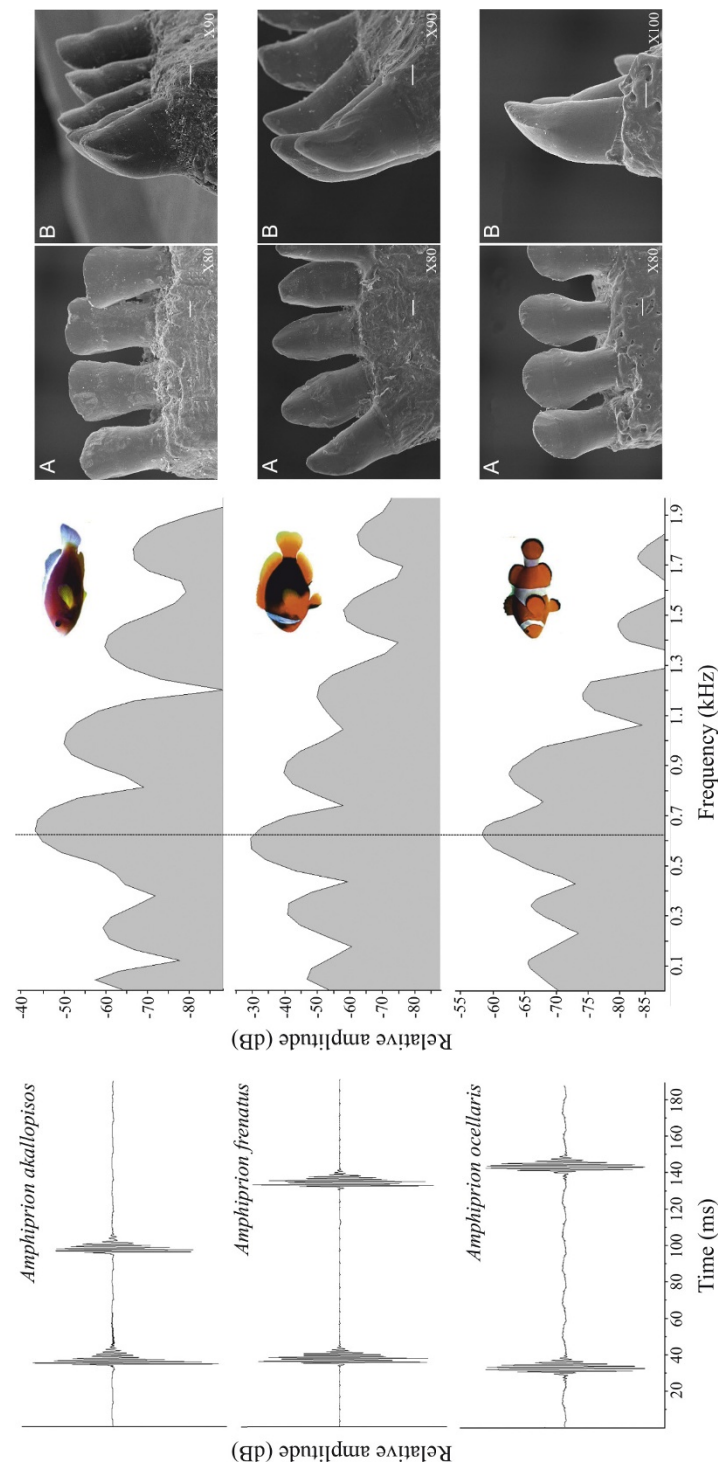 Amphiprion akallopisos
Relative amplitude (dB)
-40
-50
-60
-70
-80
A
X80
B
X90
Amphiprion frenatus
Relative amplitude (dB)
-30
-40
-50
-60
-70
-80
A
X80
B
X90
Amphiprion ocellaris
-55
-60
-65
-70
-75
-80
-85
A
X80
B
X100
20 40 60 80 100 120 140 160 180
Time (ms)
0.1 0.3 0.5 0.7 0.9 1.1 1.3 1.5 1.7 1.9
Frequency (kHz)